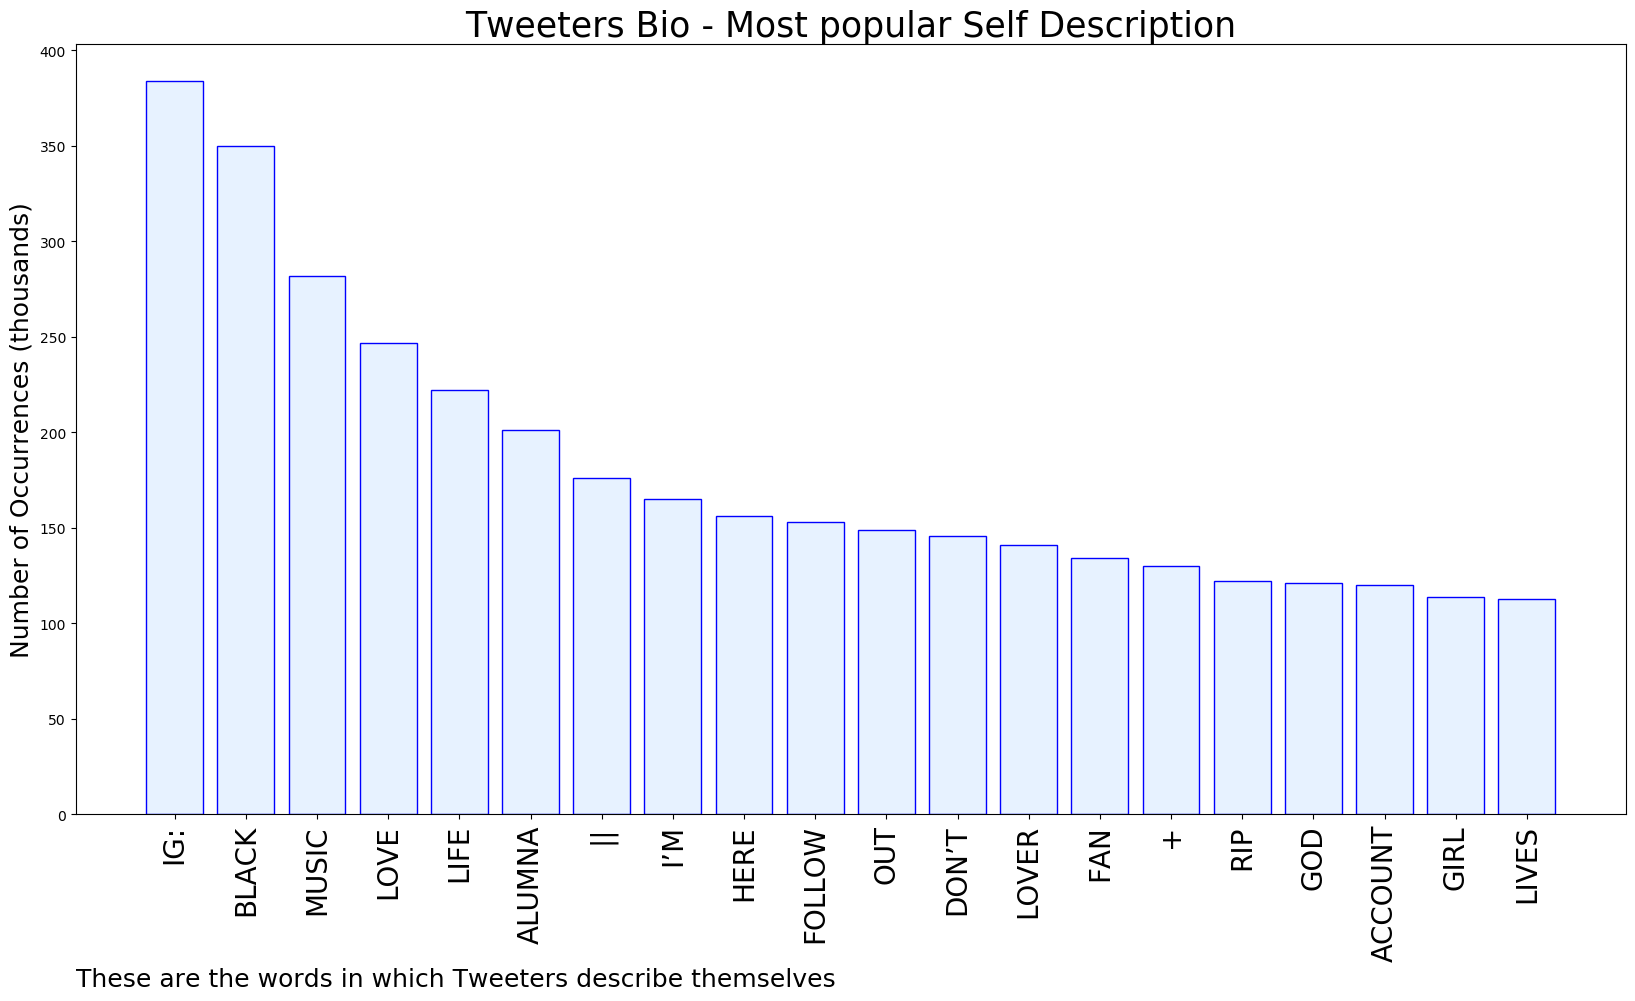 Tweeters Bio - Most popular Self Description
Number of Occurrences (thousands)
400
350
300
250
200
150
100
50
0
IG:
BLACK
MUSIC
LOVE
LIFE
ALUMNA
||
I’M
HERE
FOLLOW
OUT
DON’T
LOVER
FAN
+
RIP
GOD
ACCOUNT
GIRL
LIVES
These are the words in which Tweeters describe themselves